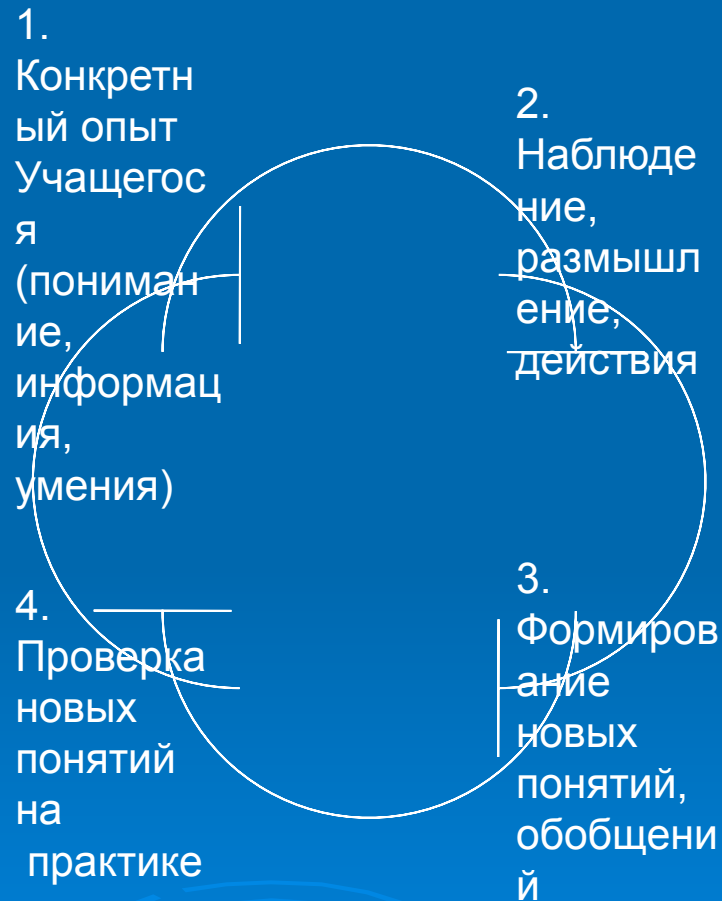 1.
Конкретн
ый опыт
Учащегос
я
(пониман
ие,
информац
ия,
умения)
2.
Наблюде
ние,
размышл
ение,
действия
3.
Формиров
ание
новых
понятий,
обобщени
й
4.
Проверка
новых
понятий
на
практике